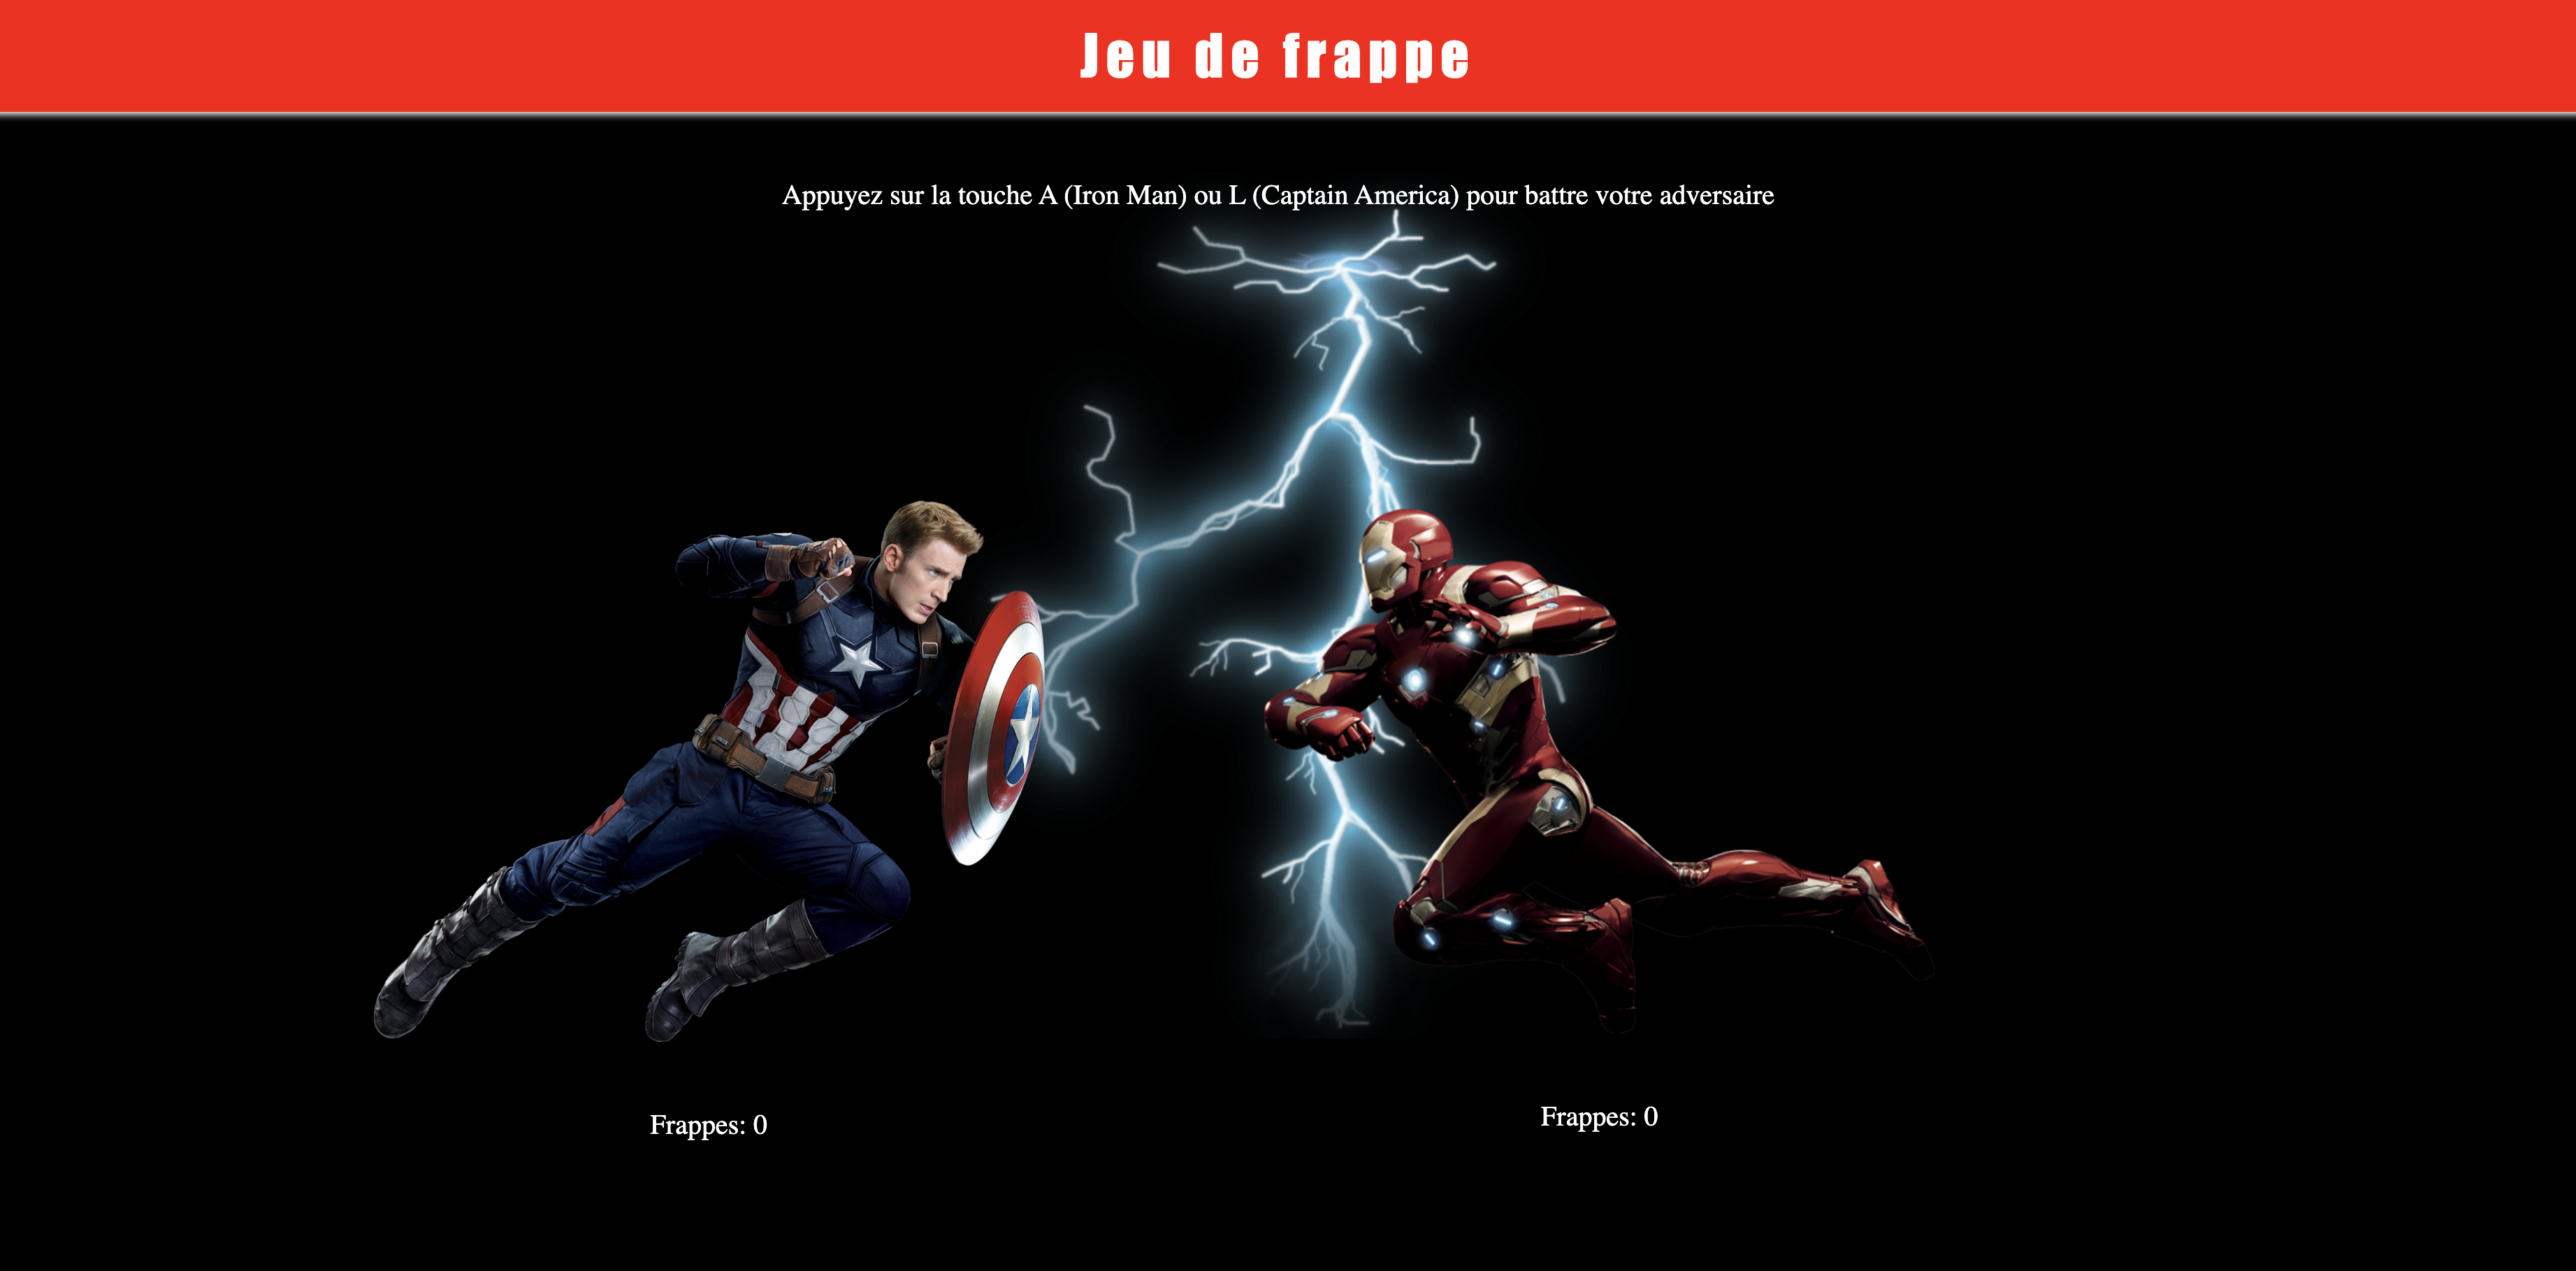 Jeu de frappe
Appuyez sur la touche A (Iron Man) ou L (Captain America) pour battre votre adversaire
Frappes: 0
Frappes: 0